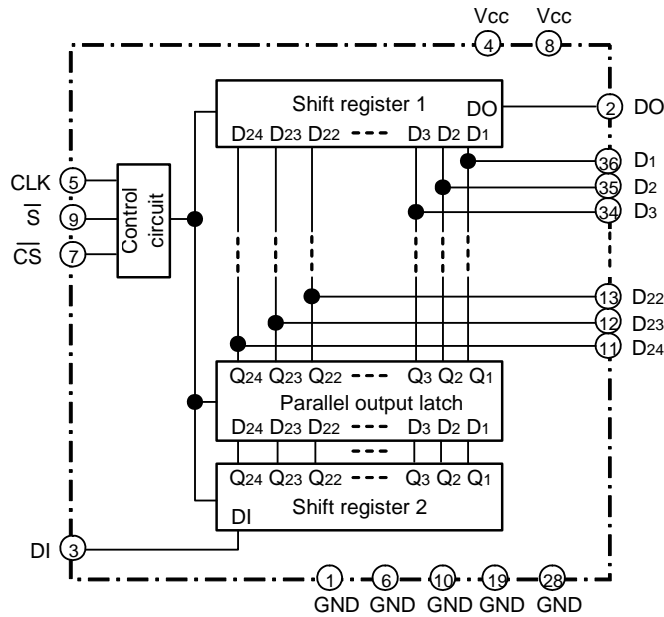 Vcc Vcc
4 8
Shift register 1
DO
2 DO
D24 D23 D22 D3 D2 D1
36 D1
35 D2
34 D3
CLK 5
S̅ 9
C̅S̅ 7
Control circuit
13 D22
12 D23
11 D24
Q24 Q23 Q22 Q3 Q2 Q1
Parallel output latch
D24 D23 D22 D3 D2 D1
Q24 Q23 Q22 Q3 Q2 Q1
Shift register 2
DI
DI 3
1 6 10 19 28
GND GND GND GND GND